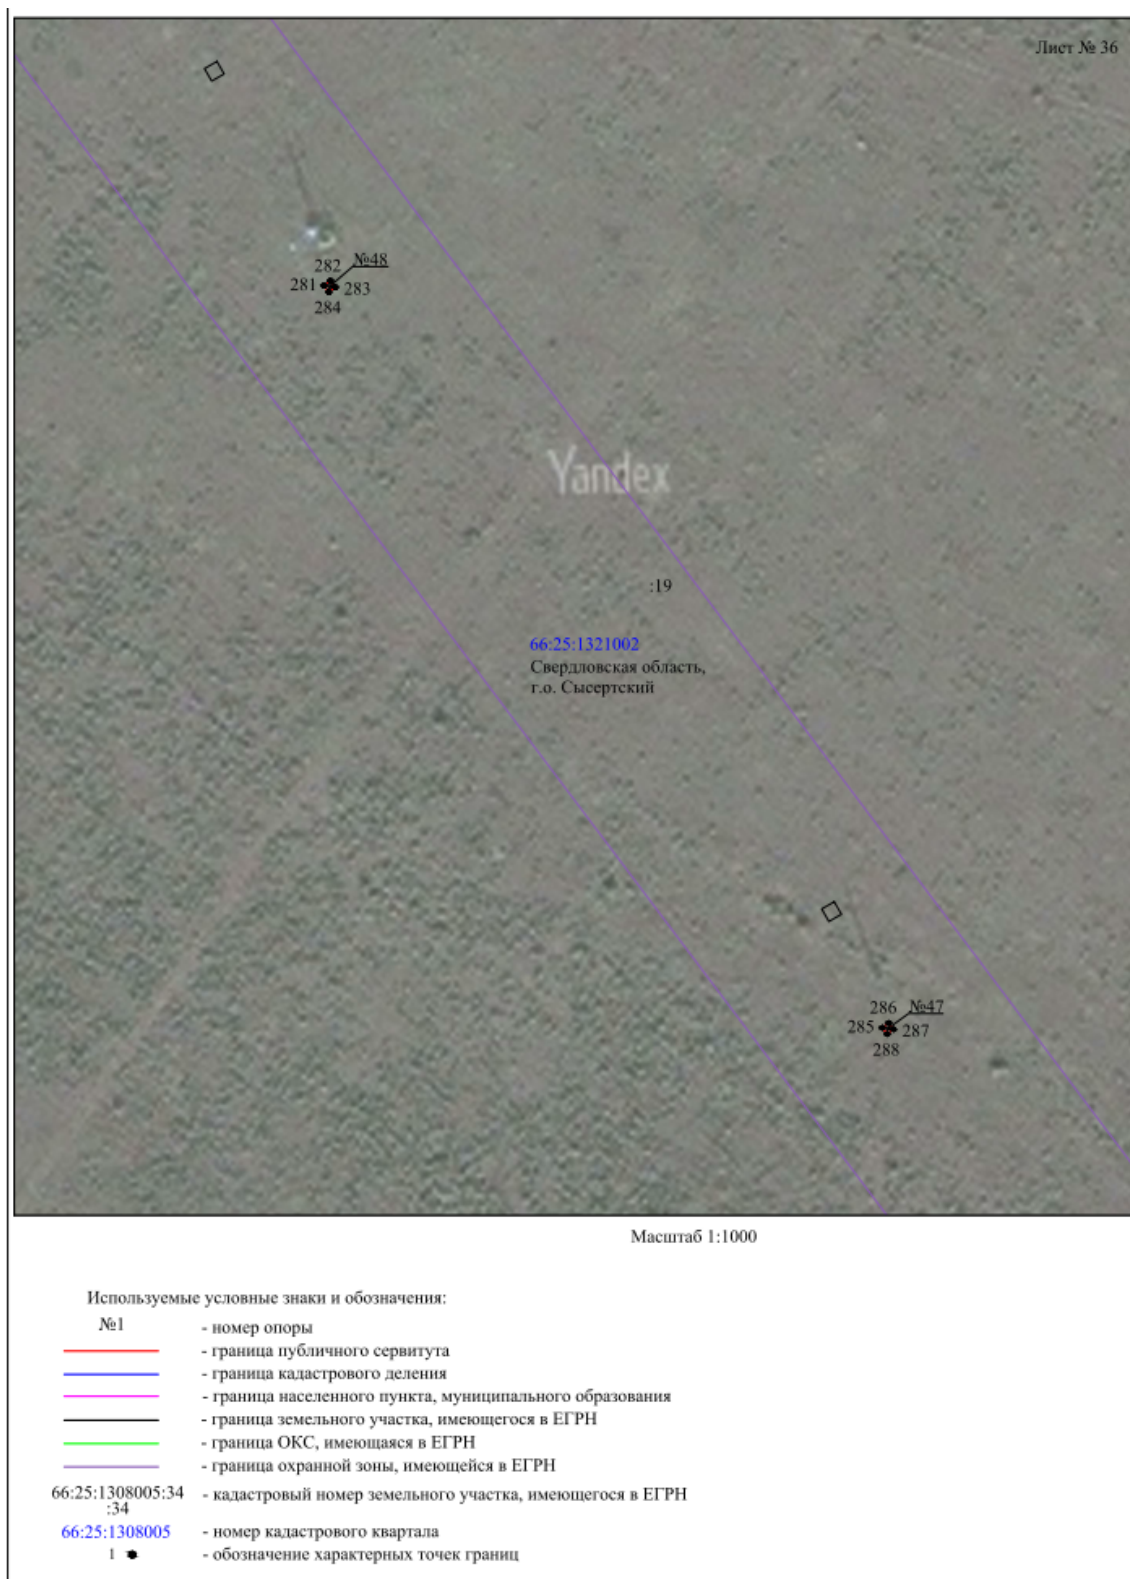 Лист № 36
282 №48
281 283
284
Yandex
:19
66:25:1321002
Свердловская область,
г.о. Сысертский
286 №47
285 287
288
Масштаб 1:1000
Используемые условные знаки и обозначения:
№1 - номер опоры
- граница публичного сервитута
- граница кадастрового деления
- граница населенного пункта, муниципального образования
- граница земельного участка, имеющегося в ЕГРН
- граница ОКС, имеющаяся в ЕГРН
- граница охранной зоны, имеющейся в ЕГРН
66:25:1308005:34 - кадастровый номер земельного участка, имеющегося в ЕГРН
:34
66:25:1308005 - номер кадастрового квартала
1 - обозначение характерных точек границ